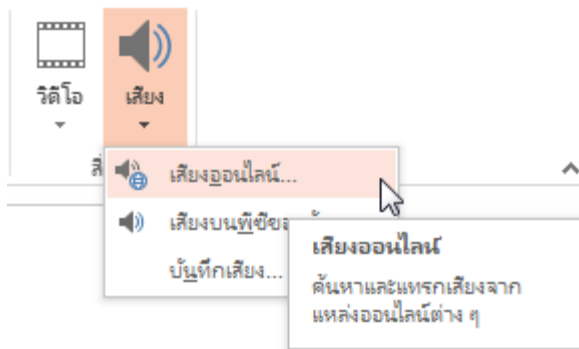 วิดีโอ
เสียง
เสียงออนไลน์...
เสียงบนพีซี
บันทึกเสียง...
เสียงออนไลน์
ค้นหาและแทรกเสียงจาก
แหล่งออนไลน์ต่าง ๆ